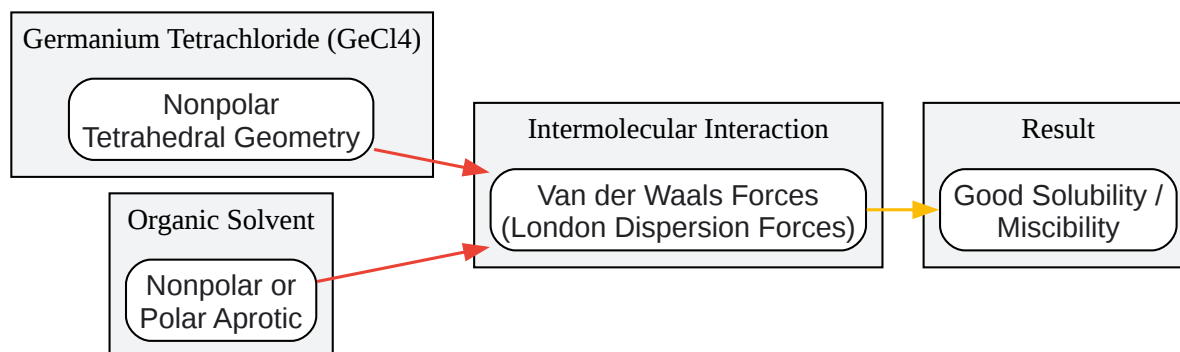 Germanium Tetrachloride (GeCl4)
Nonpolar
Tetrahedral Geometry
Organic Solvent
Nonpolar or
Polar Aprotic
Intermolecular Interaction
Van der Waals Forces
(London Dispersion Forces)
Result
Good Solubility /
Miscibility